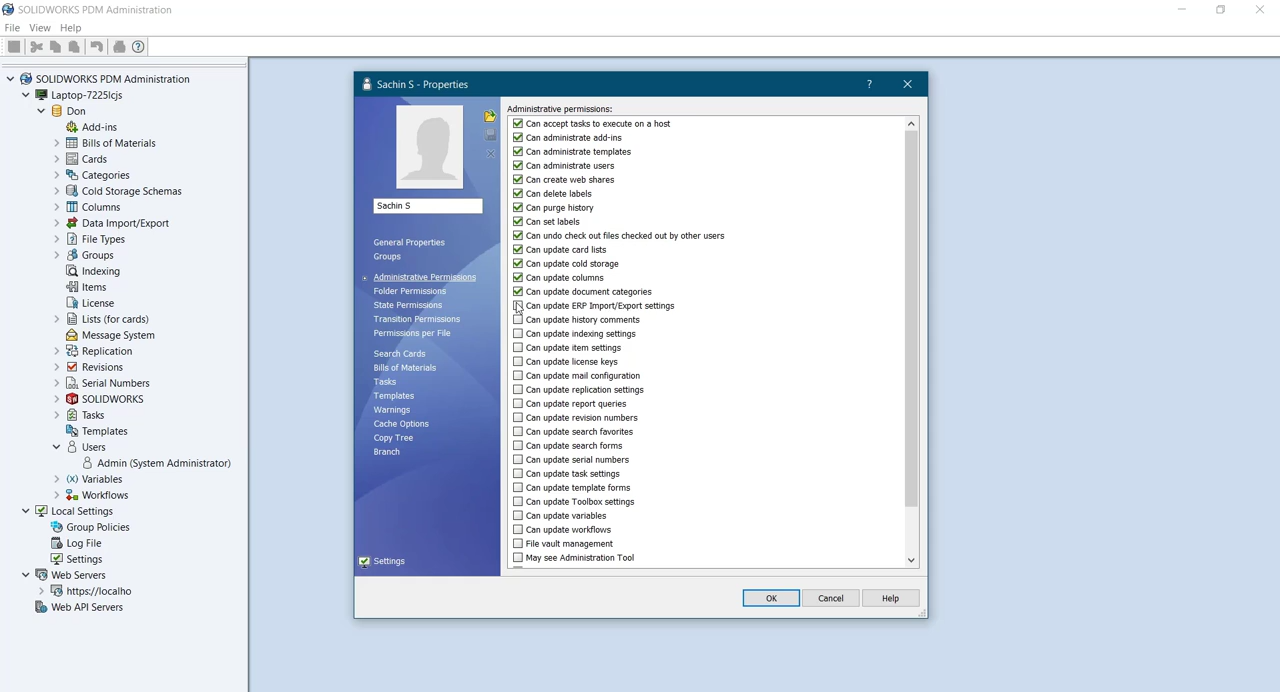 SOLIDWORKS PDM Administration
File View Help
SOLIDWORKS PDM Administration
Laptop-7225lcjs
Don
Add-ins
Bills of Materials
Cards
Categories
Cold Storage Schemas
Columns
Data Import/Export
File Types
Groups
Indexing
Items
License
Lists (for cards)
Message System
Replication
Revisions
Serial Numbers
SOLIDWORKS
Tasks
Templates
Users
Admin (System Administrator)
Variables
Workflows
Local Settings
Group Policies
Log File
Settings
Web Servers
https://localho
Web API Servers
Sachin S - Properties
Sachin S
General Properties
Groups
Administrative Permissions
Folder Permissions
State Permissions
Transition Permissions
Permissions per File
Search Cards
Bills of Materials
Tasks
Templates
Warnings
Cache Options
Copy Tree
Branch
Settings
Administrative permissions:
Can accept tasks to execute on a host
Can administrate add-ins
Can administrate templates
Can administrate users
Can create web shares
Can delete labels
Can purge history
Can set labels
Can undo check out files checked out by other users
Can update card lists
Can update cold storage
Can update columns
Can update document categories
Can update ERP Import/Export settings
Can update history comments
Can update indexing settings
Can update item settings
Can update license keys
Can update mail configuration
Can update replication settings
Can update report queries
Can update revision numbers
Can update search favorites
Can update search forms
Can update serial numbers
Can update task settings
Can update template forms
Can update Toolbox settings
Can update variables
Can update workflows
File vault management
May see Administration Tool
OK Cancel Help